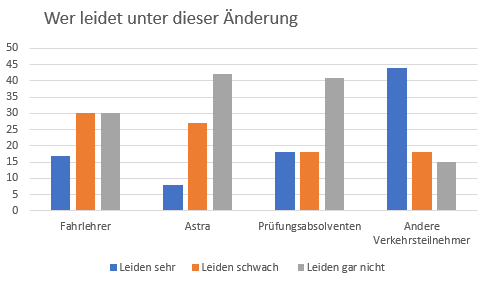 Wer leidet unter dieser Änderung
50
45
40
35
30
25
20
15
10
5
0
Fahrlehrer
Astra
Prüfungsabsolventen
Andere
Verkehrsteilnehmer
Leiden sehr
Leiden schwach
Leiden gar nicht